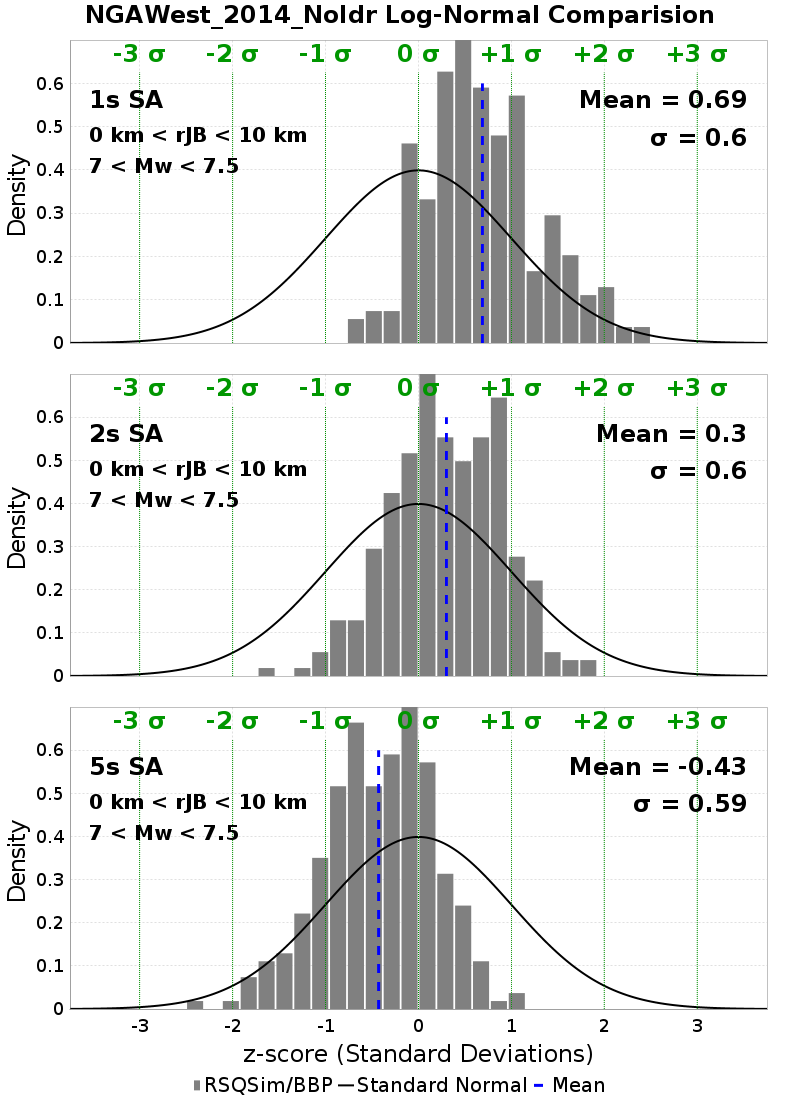 NGAWest_2014_NoIdr Log-Normal Comparision
-3 σ -2 σ -1 σ 0 σ +1 σ +2 σ +3 σ
1s SA
Mean = 0.69
0 km < rJB < 10 km
σ = 0.6
7 < Mw < 7.5
Density
0.6
0.5
0.4
0.3
0.2
0.1
0
-3 σ -2 σ -1 σ 0 σ +1 σ +2 σ +3 σ
2s SA
Mean = 0.3
0 km < rJB < 10 km
σ = 0.6
7 < Mw < 7.5
Density
0.6
0.5
0.4
0.3
0.2
0.1
0
-3 σ -2 σ -1 σ 0 σ +1 σ +2 σ +3 σ
5s SA
Mean = -0.43
0 km < rJB < 10 km
σ = 0.59
7 < Mw < 7.5
Density
0.6
0.5
0.4
0.3
0.2
0.1
0
-3 -2 -1 0 1 2 3
z-score (Standard Deviations)
RSQSim/BBP Standard Normal Mean